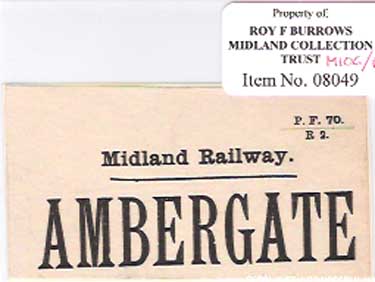 Property of:
ROY F BURROWS
MIDLAND COLLECTION
TRUST
Item No. 08049
P. F. 70.
R 2.
Midland Railway.
AMBERGATE